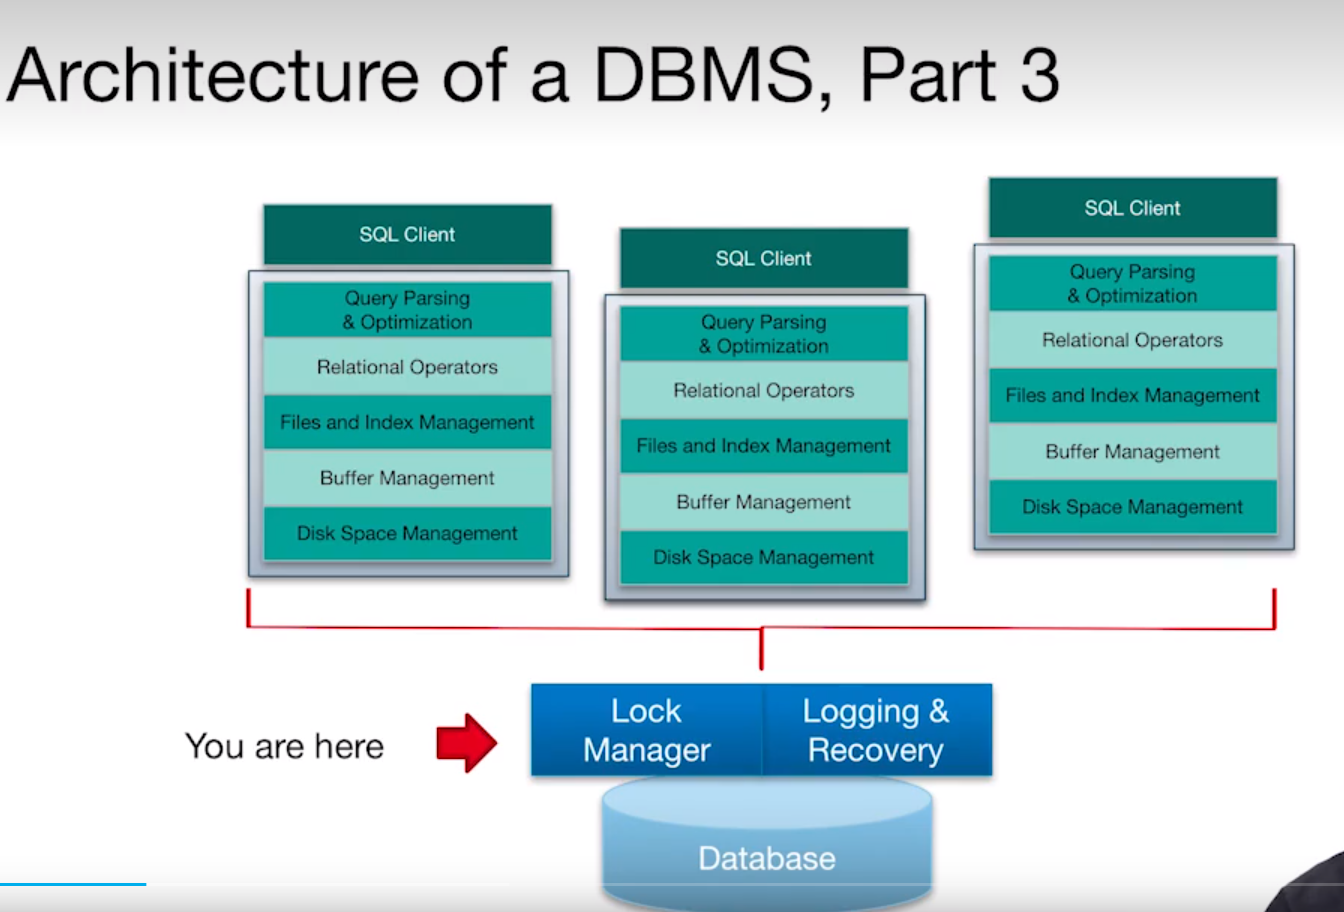 Architecture of a DBMS, Part 3
SQL Client
Query Parsing
& Optimization
Relational Operators
Files and Index Management
Buffer Management
Disk Space Management
SQL Client
Query Parsing
& Optimization
Relational Operators
Files and Index Management
Buffer Management
Disk Space Management
SQL Client
Query Parsing
& Optimization
Relational Operators
Files and Index Management
Buffer Management
Disk Space Management
You are here
Lock
Manager
Logging &
Recovery
Database